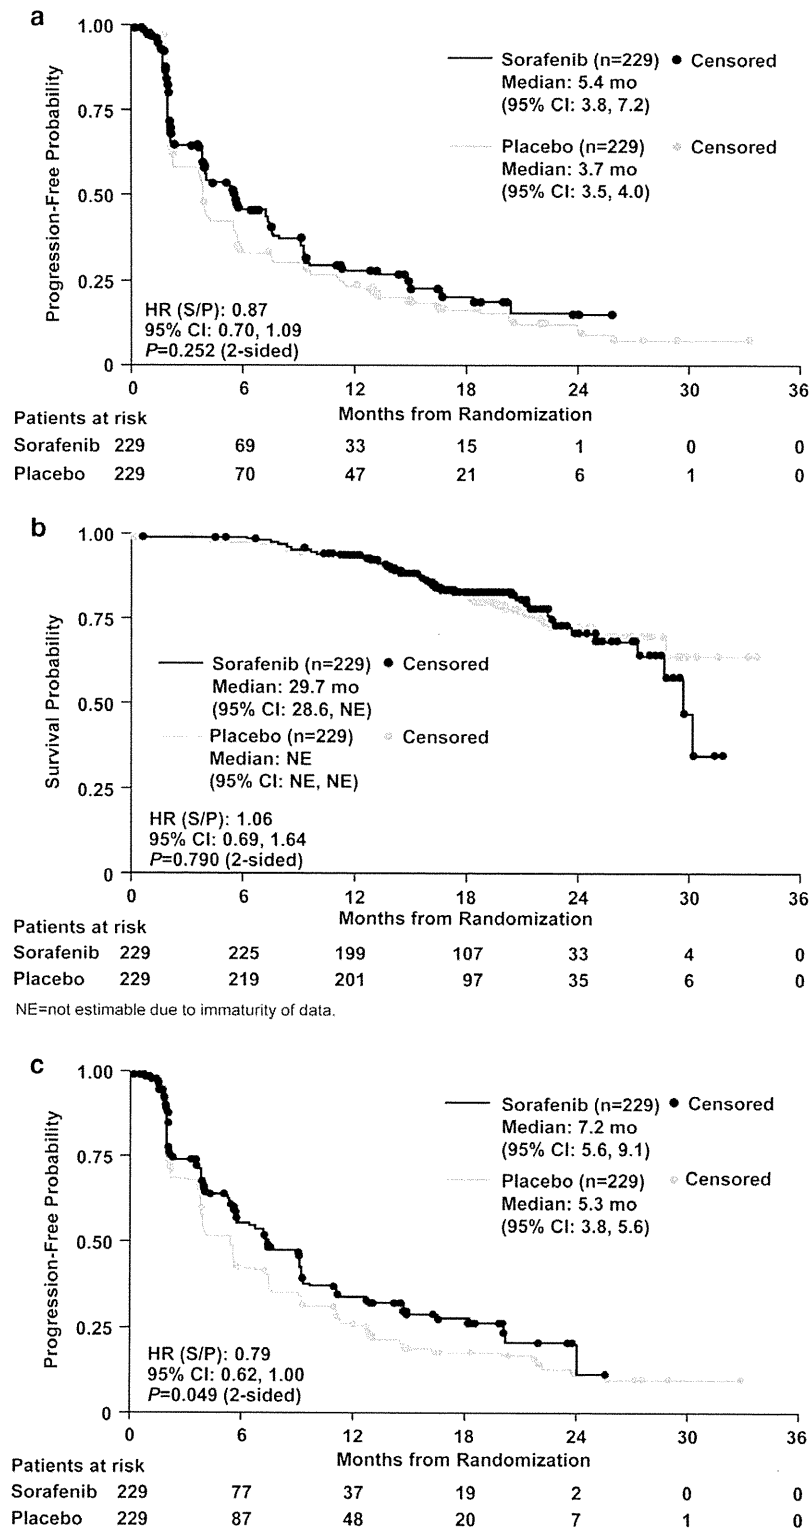 a
1.00
0.75
0.50
0.25
0
Progression-Free Probability
Sorafenib (n=229) Censored
Median: 5.4 mo
(95% CI: 3.8, 7.2)
Placebo (n=229) Censored
Median: 3.7 mo
(95% CI: 3.5, 4.0)
HR (S/P): 0.87
95% CI: 0.70, 1.09
P=0.252 (2-sided)
0 6 12 18 24 30 36
Months from Randomization
Patients at risk
Sorafenib 229 69 33 15 1 0 0
Placebo 229 70 47 21 6 1 0
b
1.00
0.75
0.50
0.25
0
Survival Probability
Sorafenib (n=229) Censored
Median: 29.7 mo
(95% CI: 28.6, NE)
Placebo (n=229) Censored
Median: NE
(95% CI: NE, NE)
HR (S/P): 1.06
95% CI: 0.69, 1.64
P=0.790 (2-sided)
0 6 12 18 24 30 36
Months from Randomization
Patients at risk
Sorafenib 229 225 199 107 33 4 0
Placebo 229 219 201 97 35 6 0
NE=not estimable due to immaturity of data.
c
1.00
0.75
0.50
0.25
0
Progression-Free Probability
Sorafenib (n=229) Censored
Median: 7.2 mo
(95% CI: 5.6, 9.1)
Placebo (n=229) Censored
Median: 5.3 mo
(95% CI: 3.8, 5.6)
HR (S/P): 0.79
95% CI: 0.62, 1.00
P=0.049 (2-sided)
0 6 12 18 24 30 36
Months from Randomization
Patients at risk
Sorafenib 229 77 37 19 2 0 0
Placebo 229 87 48 20 7 1 0